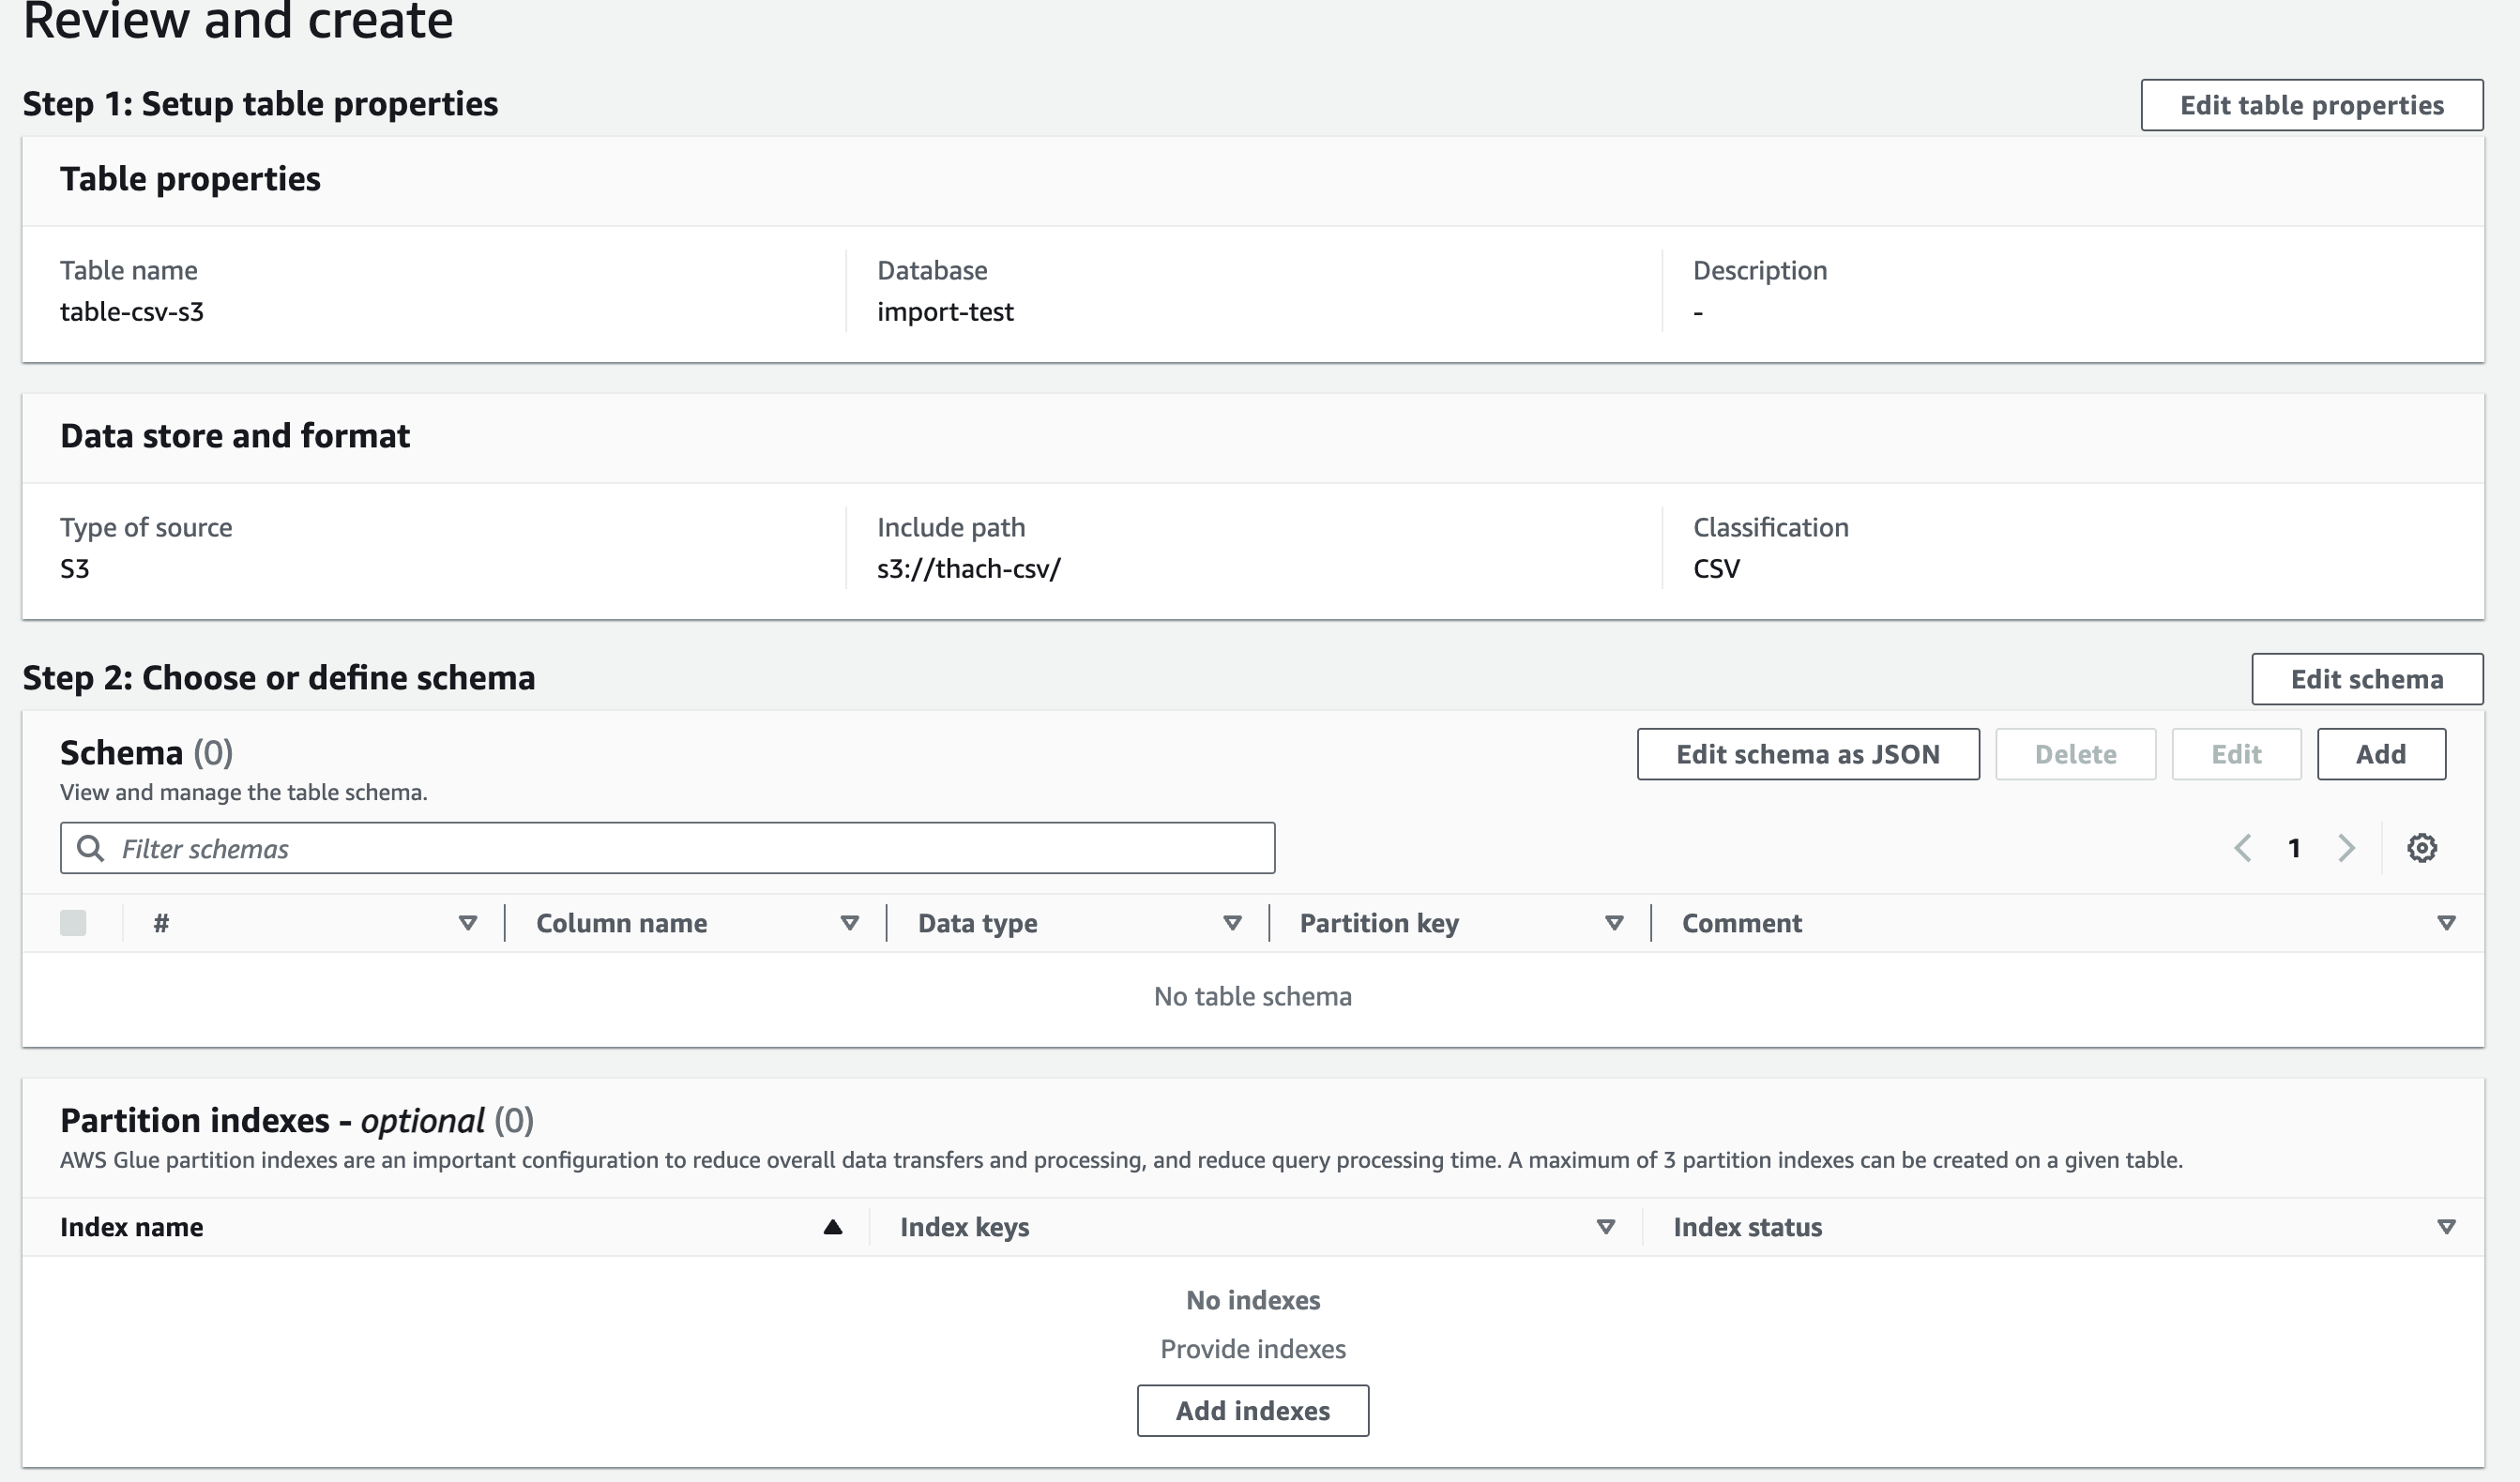 Review and create
Step 1: Setup table properties
Edit table properties
Table properties
Table name
table-csv-s3
Database
import-test
Description
-
Data store and format
Type of source
S3
Include path
s3://thach-csv/
Classification
CSV
Step 2: Choose or define schema
Edit schema
Schema (0)
View and manage the table schema.
Edit schema as JSON
Delete
Edit
Add
Filter schemas
1
#
Column name
Data type
Partition key
Comment
No table schema
Partition indexes - optional (0)
AWS Glue partition indexes are an important configuration to reduce overall data transfers and processing, and reduce query processing time. A maximum of 3 partition indexes can be created on a given table.
Index name
Index keys
Index status
No indexes
Provide indexes
Add indexes